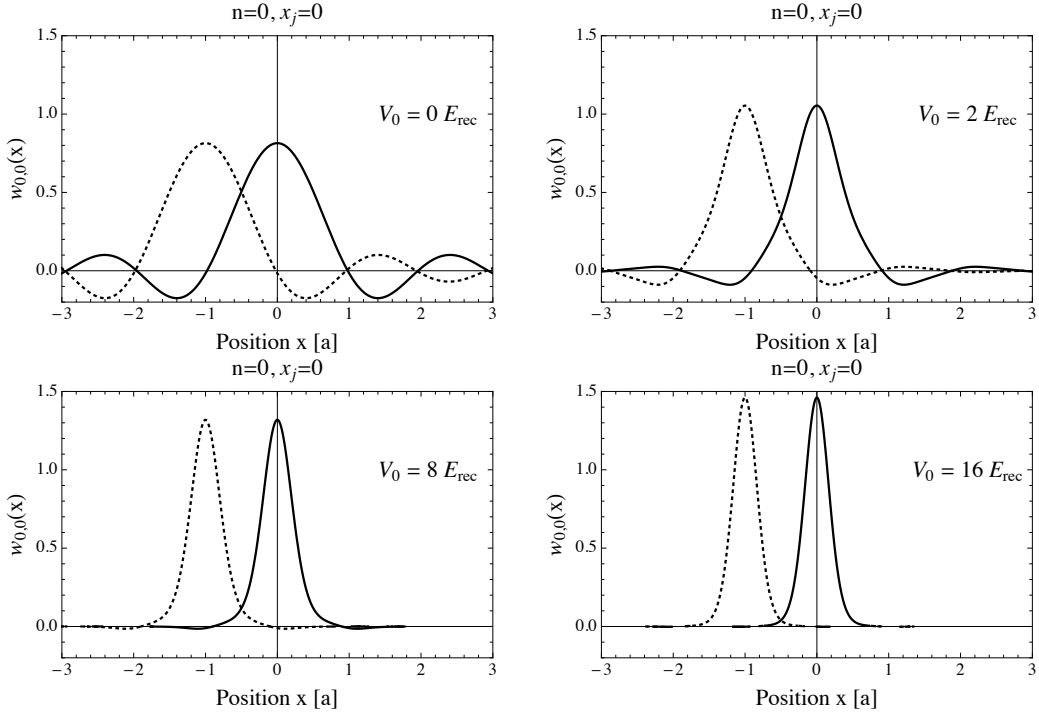 n=0, x_j=0
1.5
1.0
0.5
0.0
w_{0,0}(x)
V_0 = 0 E_rec
−3 −2 −1 0 1 2 3
Position x [a]
n=0, x_j=0
1.5
1.0
0.5
0.0
w_{0,0}(x)
V_0 = 2 E_rec
−3 −2 −1 0 1 2 3
Position x [a]
n=0, x_j=0
1.5
1.0
0.5
0.0
w_{0,0}(x)
V_0 = 8 E_rec
−3 −2 −1 0 1 2 3
Position x [a]
n=0, x_j=0
1.5
1.0
0.5
0.0
w_{0,0}(x)
V_0 = 16 E_rec
−3 −2 −1 0 1 2 3
Position x [a]